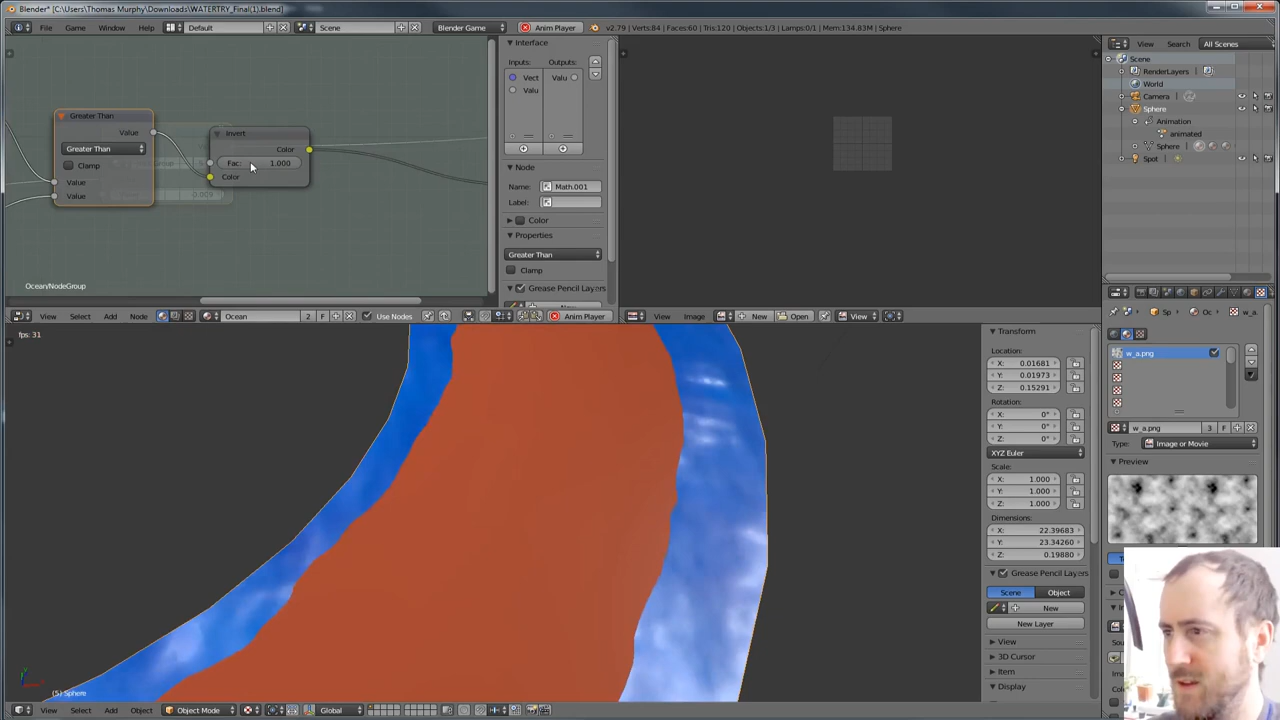 Blender* [C:\Users\Thomas Murphy\Downloads\WATERTRY_Final(1).blend]
File Game Window Help Default Scene Blender Game Anim Player v2.79 | Verts:84 | Faces:60 | Tris:120 | Objects:1/3 | Lamps:0/1 | Mem:134.83M | Sphere
View Search All Scenes
Scene
RenderLayers
World
Camera
Sphere
Animation
animated
Sphere
Spot
Greater Than
Value
Greater Than
Clamp
Value
Value
Invert
Color
Fac: 1.000
Color
0.009
OceanNodeGroup
Interface
Inputs: Outputs:
Vect Valu
Valu
Node
Name: Math.001
Label:
Color
Properties
Greater Than
Clamp
Grease Pencil Layers
New
View Select Add Node Ocean 2 F Use Nodes Anim Player
View Image New Open View
fps: 31
(5) Sphere
Transform
Location:
X: 0.01681
Y: 0.01973
Z: 0.15291
Rotation:
X: 0°
Y: 0°
Z: 0°
XYZ Euler
Scale:
X: 1.000
Y: 1.000
Z: 1.000
Dimensions:
X: 22.39683
Y: 23.34260
Z: 0.19880
Grease Pencil Layers
Scene Object
New
New Layer
View
3D Cursor
Item
Display
Sp Oc w_a
w_a.png
w_a.png 3 F
Type: Image or Movie
Preview
View Select Add Object Object Mode Global